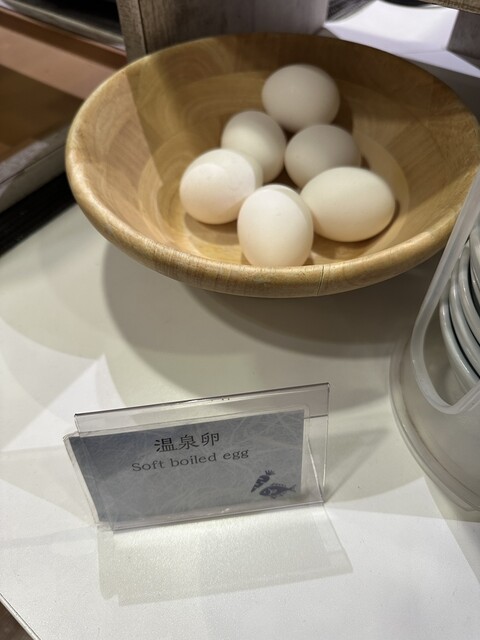 温泉卵
Soft boiled egg